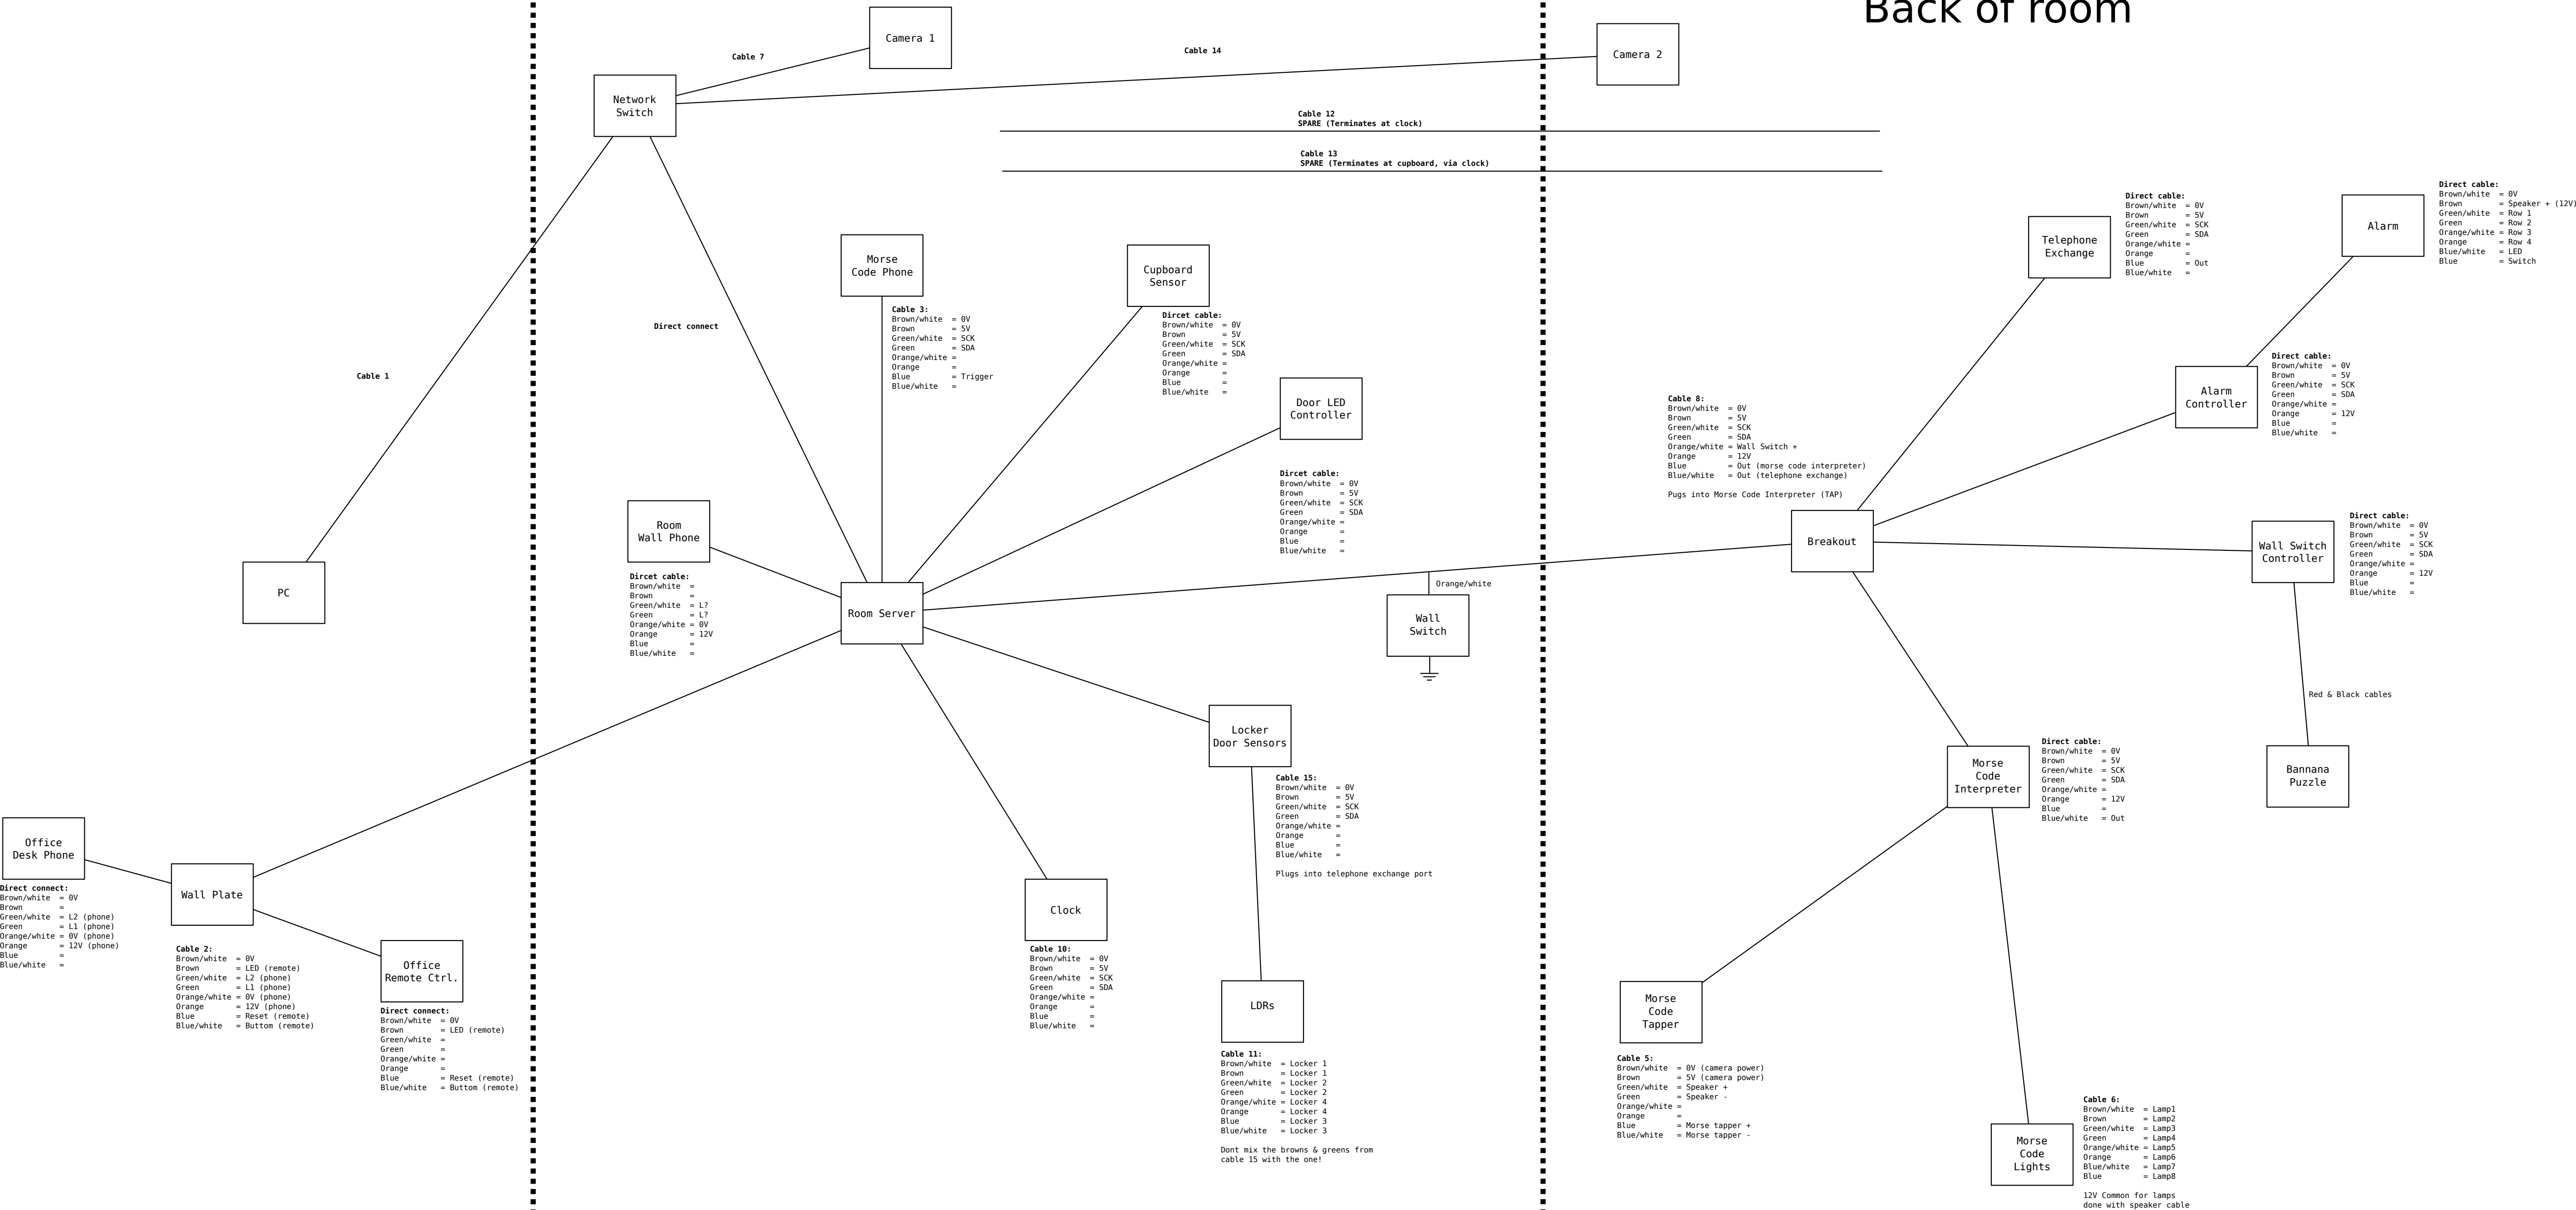 Back of room
Camera 1
Cable 7
Cable 14
Camera 2
Network
Switch
Cable 12
SPARE (Terminates at clock)
Cable 13
SPARE (Terminates at cupboard, via clock)
Cable 1
Direct connect
PC
Morse
Code Phone
Cable 3:
Brown/white = 0V
Brown = 5V
Green/white = SCK
Green = SDA
Orange/white =
Orange =
Blue = Trigger
Blue/white =
Cupboard
Sensor
Dircet cable:
Brown/white = 0V
Brown = 5V
Green/white = SCK
Green = SDA
Orange/white =
Orange =
Blue =
Blue/white =
Door LED
Controller
Dircet cable:
Brown/white = 0V
Brown = 5V
Green/white = SCK
Green = SDA
Orange/white =
Orange =
Blue =
Blue/white =
Room
Wall Phone
Dircet cable:
Brown/white =
Brown =
Green/white = L?
Green = L?
Orange/white = 0V
Orange = 12V
Blue =
Blue/white =
Room Server
Orange/white
Wall
Switch
Telephone
Exchange
Direct cable:
Brown/white = 0V
Brown = 5V
Green/white = SCK
Green = SDA
Orange/white =
Orange =
Blue = Out
Blue/white =
Alarm
Direct cable:
Brown/white = 0V
Brown = Speaker + (12V)
Green/white = Row 1
Green = Row 2
Orange/white = Row 3
Orange = Row 4
Blue/white = LED
Blue = Switch
Alarm
Controller
Direct cable:
Brown/white = 0V
Brown = 5V
Green/white = SCK
Green = SDA
Orange/white =
Orange = 12V
Blue =
Blue/white =
Cable 8:
Brown/white = 0V
Brown = 5V
Green/white = SCK
Green = SDA
Orange/white = Wall Switch +
Orange = 12V
Blue = Out (morse code interpreter)
Blue/white = Out (telephone exchange)
Pugs into Morse Code Interpreter (TAP)
Breakout
Wall Switch
Controller
Direct cable:
Brown/white = 0V
Brown = 5V
Green/white = SCK
Green = SDA
Orange/white =
Orange = 12V
Blue =
Blue/white =
Red & Black cables
Bannana
Puzzle
Morse
Code
Interpreter
Direct cable:
Brown/white = 0V
Brown = 5V
Green/white = SCK
Green = SDA
Orange/white =
Orange = 12V
Blue =
Blue/white = Out
Locker
Door Sensors
Cable 15:
Brown/white = 0V
Brown = 5V
Green/white = SCK
Green = SDA
Orange/white =
Orange =
Blue =
Blue/white =
Plugs into telephone exchange port
Office
Desk Phone
Direct connect:
Brown/white = 0V
Brown =
Green/white = L2 (phone)
Green = L1 (phone)
Orange/white = 0V (phone)
Orange = 12V (phone)
Blue =
Blue/white =
Wall Plate
Cable 2:
Brown/white = 0V
Brown = LED (remote)
Green/white = L2 (phone)
Green = L1 (phone)
Orange/white = 0V (phone)
Orange = 12V (phone)
Blue = Reset (remote)
Blue/white = Buttom (remote)
Office
Remote Ctrl.
Direct connect:
Brown/white = 0V
Brown = LED (remote)
Green/white =
Green =
Orange/white =
Orange =
Blue = Reset (remote)
Blue/white = Buttom (remote)
Clock
Cable 10:
Brown/white = 0V
Brown = 5V
Green/white = SCK
Green = SDA
Orange/white =
Orange =
Blue =
Blue/white =
LDRs
Cable 11:
Brown/white = Locker 1
Brown = Locker 1
Green/white = Locker 2
Green = Locker 2
Orange/white = Locker 4
Orange = Locker 4
Blue = Locker 3
Blue/white = Locker 3
Dont mix the browns & greens from
cable 15 with the one!
Morse
Code
Tapper
Cable 5:
Brown/white = 0V (camera power)
Brown = 5V (camera power)
Green/white = Speaker +
Green = Speaker -
Orange/white =
Orange =
Blue = Morse tapper +
Blue/white = Morse tapper -
Morse
Code
Lights
Cable 6:
Brown/white = Lamp1
Brown = Lamp2
Green/white = Lamp3
Green = Lamp4
Orange/white = Lamp5
Orange = Lamp6
Blue/white = Lamp7
Blue = Lamp8
12V Common for lamps
done with speaker cable